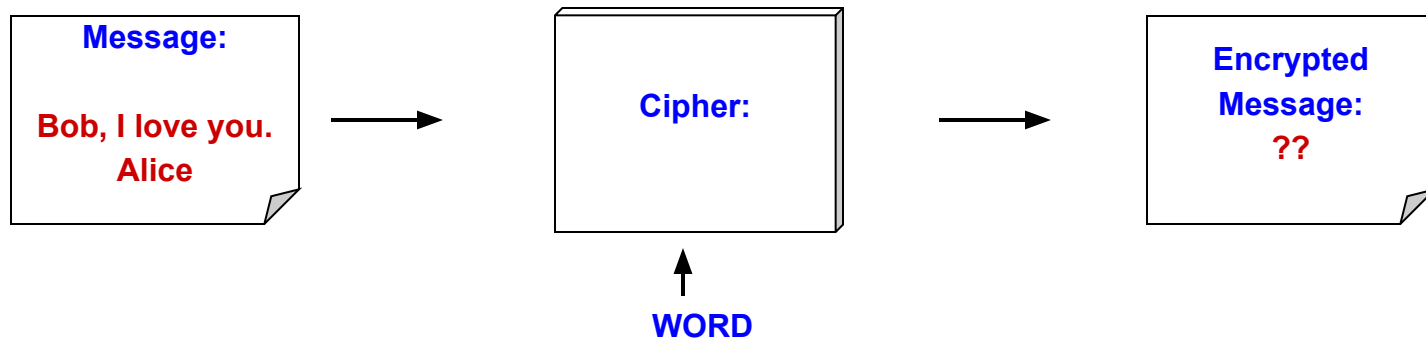 Message:
Bob, I love you.
Alice
Cipher:
WORD
Encrypted
Message:
??